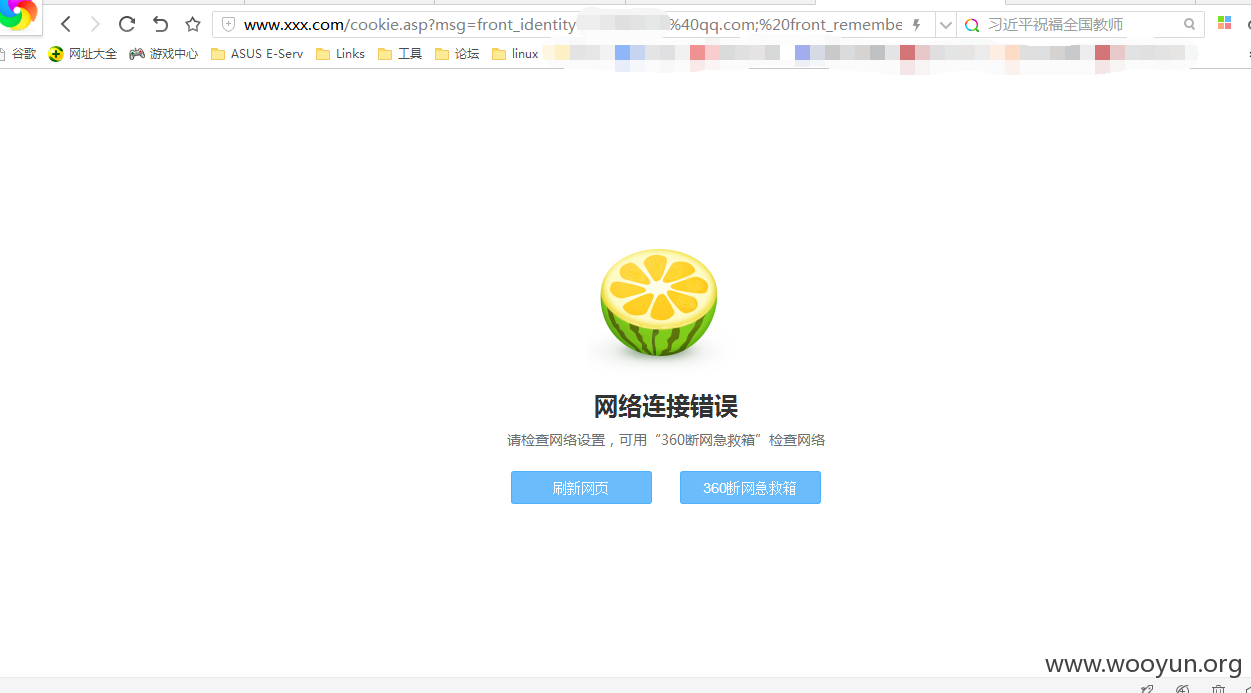 www.xxx.com/cookie.asp?msg=front_identity %40qq.com;%20front_remembe 习近平祝福全国教师
谷歌 网址大全 游戏中心 ASUS E-Serv Links 工具 论坛 linux
网络连接错误
请检查网络设置，可用“360断网急救箱”检查网络
刷新网页 360断网急救箱
www.wooyun.org